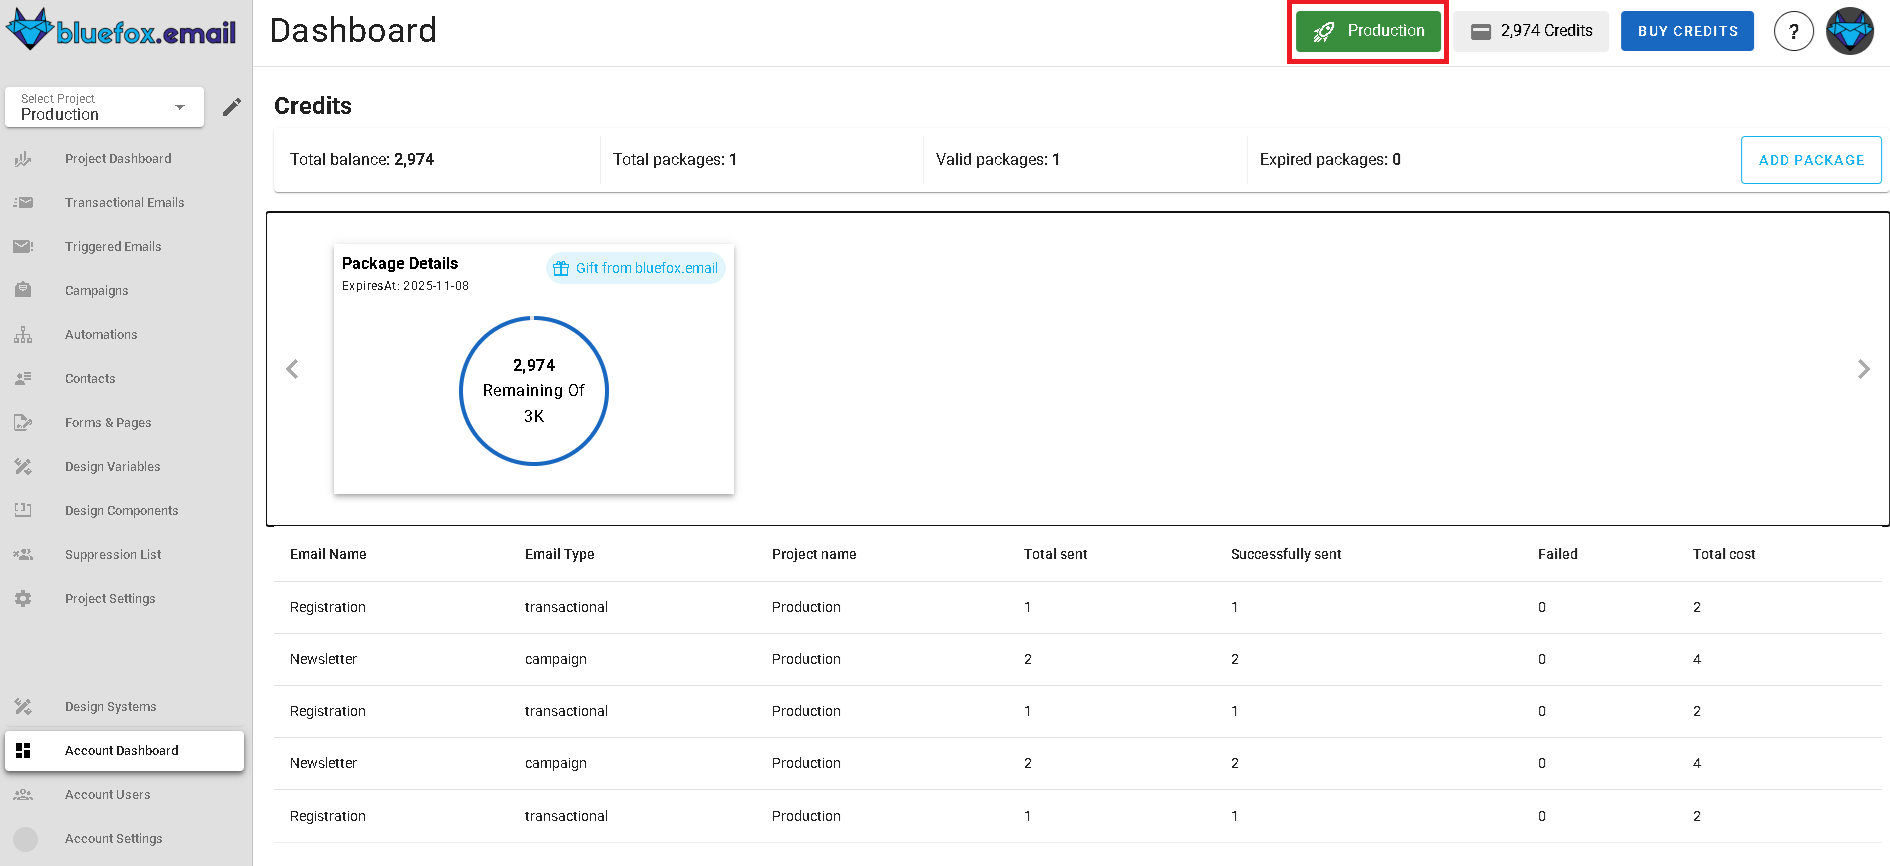 bluefox.email
Dashboard
Production
2,974 Credits
BUY CREDITS
?
Select Project
Production
Project Dashboard
Transactional Emails
Triggered Emails
Campaigns
Automations
Contacts
Forms & Pages
Design Variables
Design Components
Suppression List
Project Settings
Design Systems
Account Dashboard
Account Users
Account Settings
Credits
Total balance: 2,974
Total packages: 1
Valid packages: 1
Expired packages: 0
ADD PACKAGE
Package Details
Gift from bluefox.email
ExpiresAt: 2025-11-08
2,974
Remaining Of
3K
Email Name Email Type Project name Total sent Successfully sent Failed Total cost
Registration transactional Production 1 1 0 2
Newsletter campaign Production 2 2 0 4
Registration transactional Production 1 1 0 2
Newsletter campaign Production 2 2 0 4
Registration transactional Production 1 1 0 2